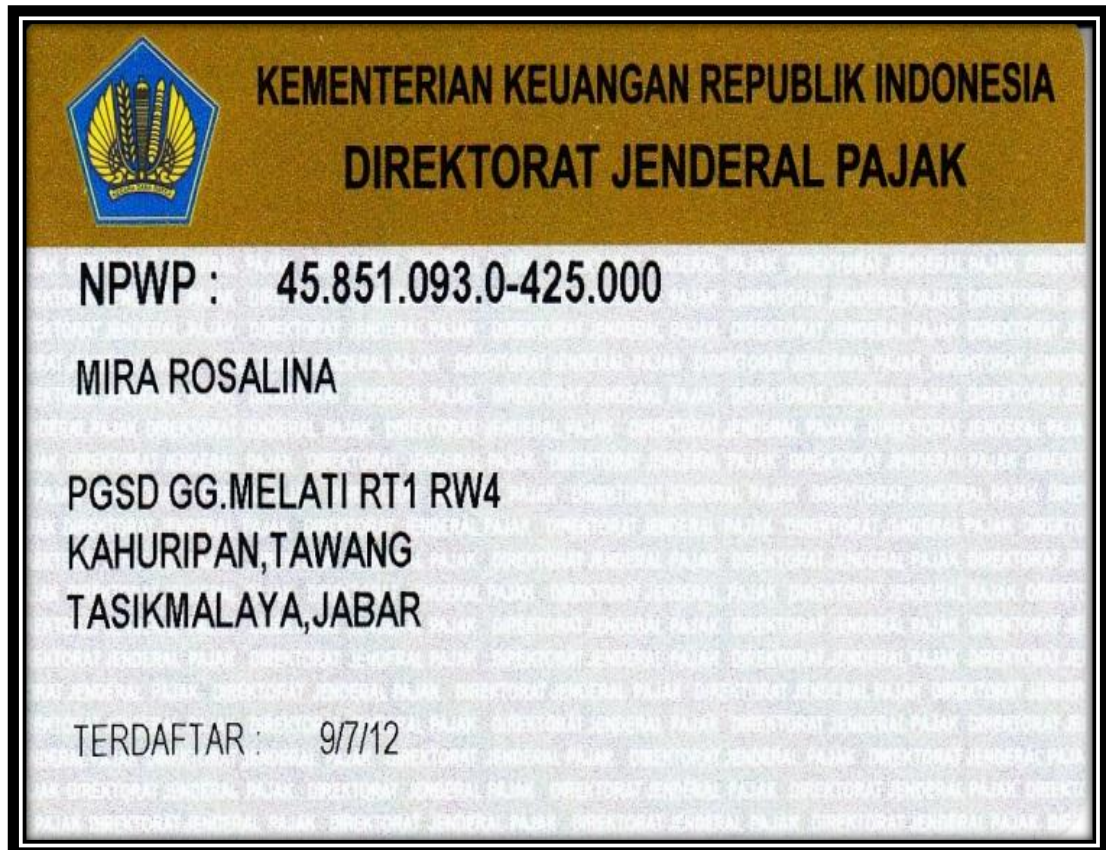 KEMENTERIAN KEUANGAN REPUBLIK INDONESIA
DIREKTORAT JENDERAL PAJAK
NPWP : 45.851.093.0-425.000
MIRA ROSALINA
PGSD GG.MELATI RT1 RW4
KAHURIPAN,TAWANG
TASIKMALAYA,JABAR
TERDAFTAR : 9/7/12